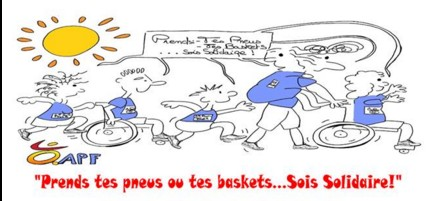 Prends-Tes Pneus
-Tes Baskets
...Sois Solidaire !
APF
"Prends tes pneus ou tes baskets...Sois Solidaire!"